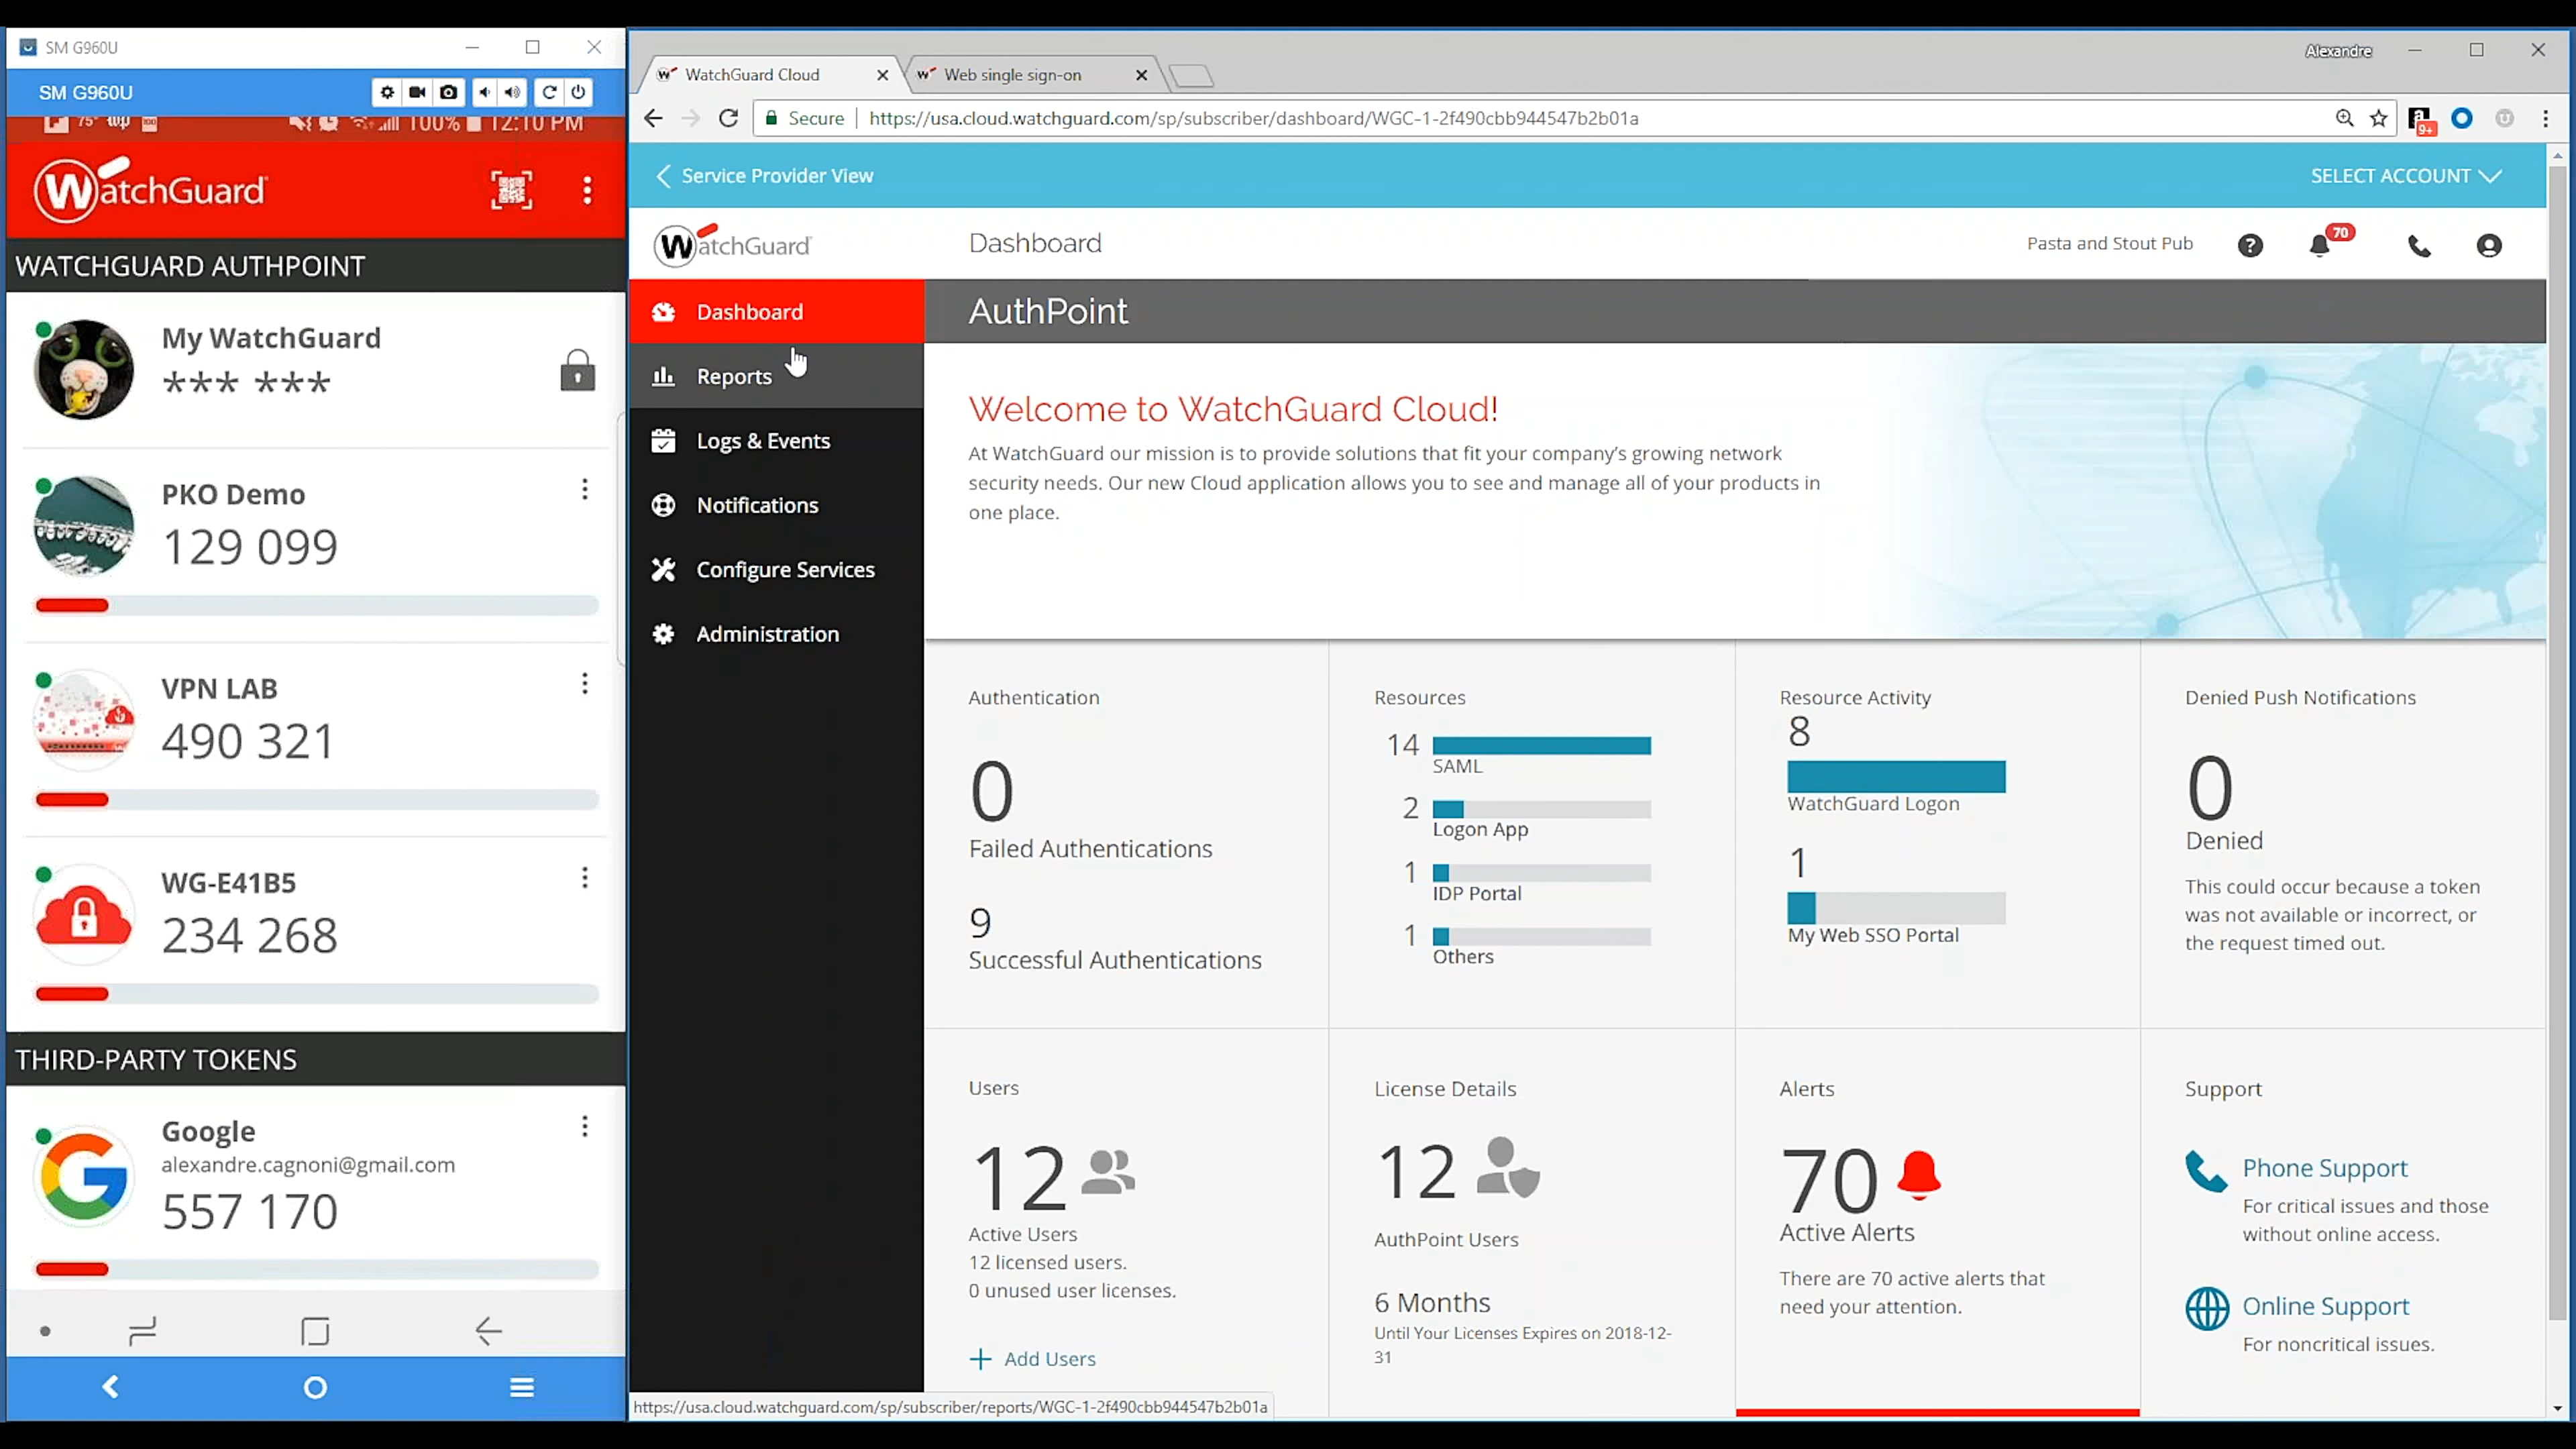 SM G960U
SM G960U
75°
100%
12:10 PM
WatchGuard
WATCHGUARD AUTHPOINT
My WatchGuard
*** ***
PKO Demo
129 099
VPN LAB
490 321
WG-E41B5
234 268
THIRD-PARTY TOKENS
Google
alexandre.cagnoni@gmail.com
557 170
Alexandre
WatchGuard Cloud
Web single sign-on
Secure
https://usa.cloud.watchguard.com/sp/subscriber/dashboard/WGC-1-2f490cbb944547b2b01a
9+
Service Provider View
SELECT ACCOUNT
WatchGuard
Dashboard
Pasta and Stout Pub
70
Dashboard
Reports
Logs & Events
Notifications
Configure Services
Administration
AuthPoint
Welcome to WatchGuard Cloud!
At WatchGuard our mission is to provide solutions that fit your company's growing network
security needs. Our new Cloud application allows you to see and manage all of your products in
one place.
Authentication
0
Failed Authentications
9
Successful Authentications
Resources
14
SAML
2
Logon App
1
IDP Portal
1
Others
Resource Activity
8
WatchGuard Logon
1
My Web SSO Portal
Denied Push Notifications
0
Denied
This could occur because a token
was not available or incorrect, or
the request timed out.
Users
12
Active Users
12 licensed users.
0 unused user licenses.
Add Users
License Details
12
AuthPoint Users
6 Months
Until Your Licenses Expires on 2018-12-
31
Alerts
70
Active Alerts
There are 70 active alerts that
need your attention.
Support
Phone Support
For critical issues and those
without online access.
Online Support
For noncritical issues.
https://usa.cloud.watchguard.com/sp/subscriber/reports/WGC-1-2f490cbb944547b2b01a